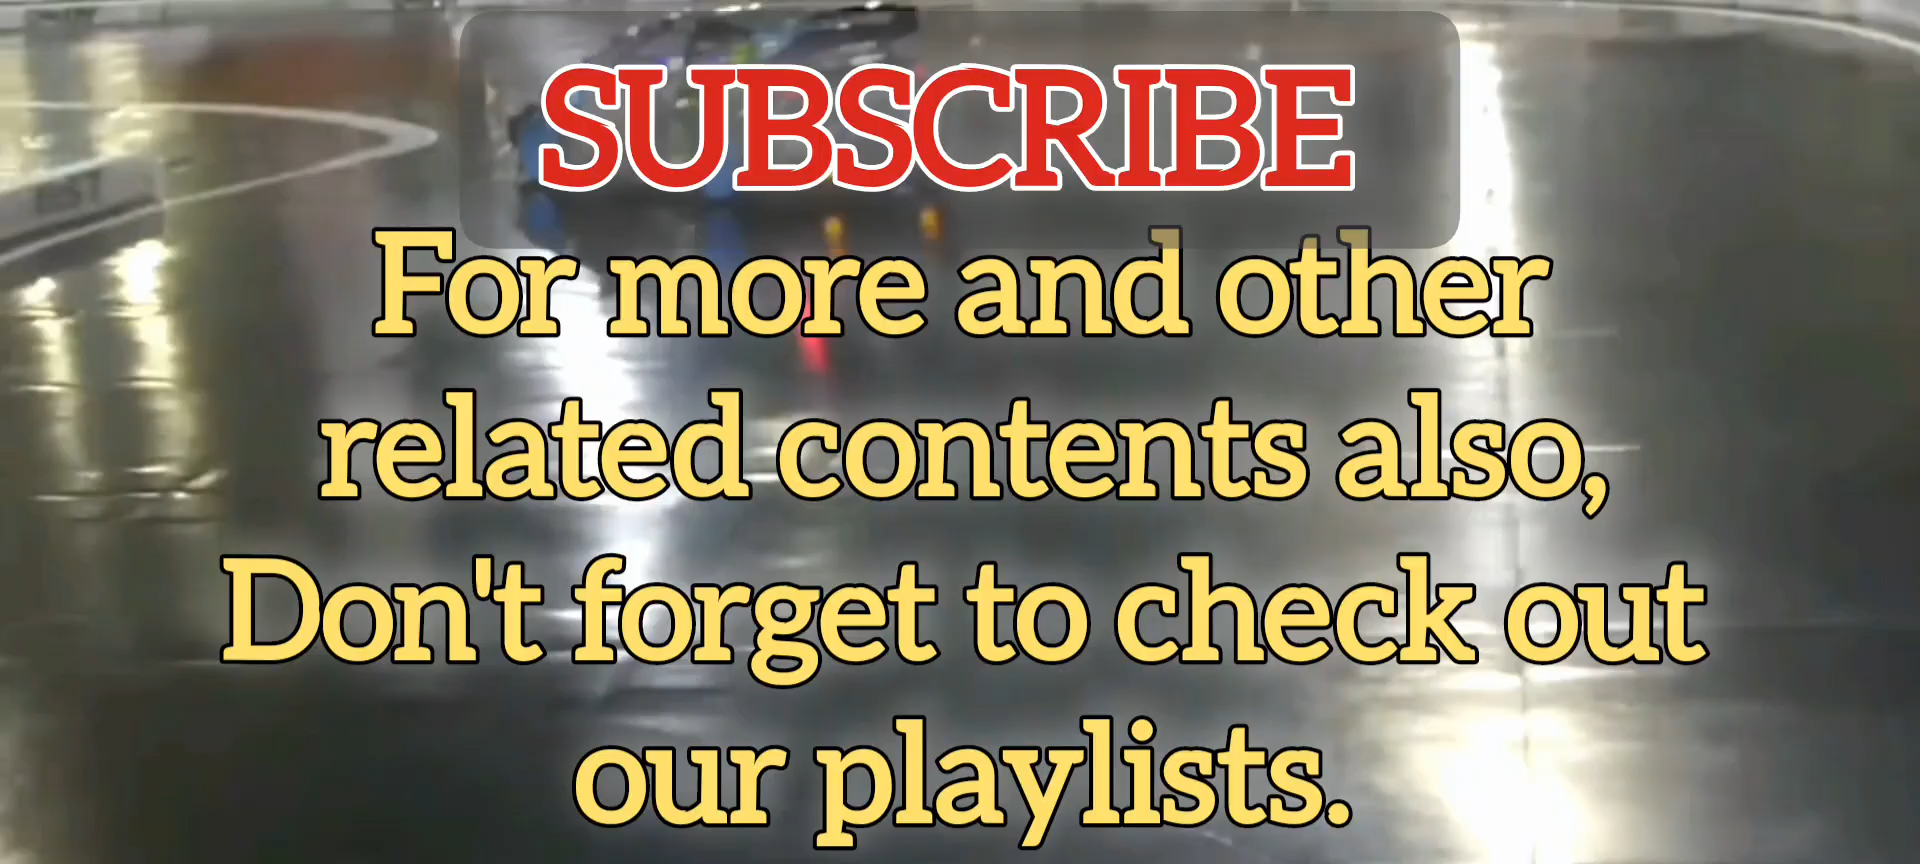 SUBSCRIBE
For more and other
related contents also,
Don't forget to check out
our playlists.